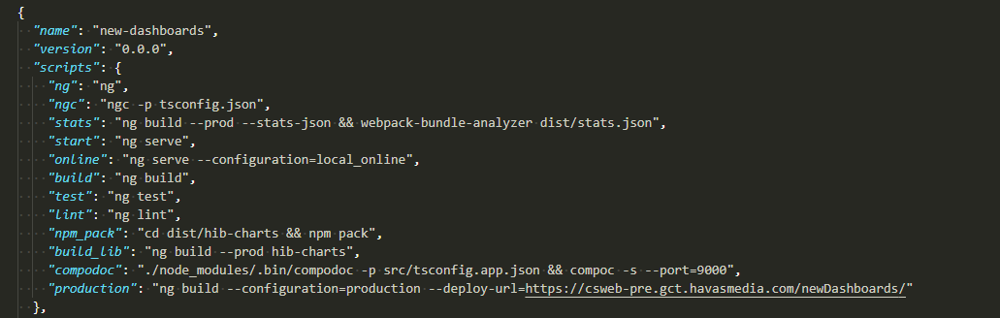 {
"name": "new-dashboards",
"version": "0.0.0",
"scripts": {
"ng": "ng",
"ngc": "ngc -p tsconfig.json",
"stats": "ng build --prod --stats-json && webpack-bundle-analyzer dist/stats.json",
"start": "ng serve",
"online": "ng serve --configuration=local_online",
"build": "ng build",
"test": "ng test",
"lint": "ng lint",
"npm_pack": "cd dist/hib-charts && npm pack",
"build_lib": "ng build --prod hib-charts",
"compodoc": "./node_modules/.bin/compodoc -p src/tsconfig.app.json && compoc -s --port=9000",
"production": "ng build --configuration=production --deploy-url=https://csweb-pre.gct.havasmedia.com/newDashboards/"
},